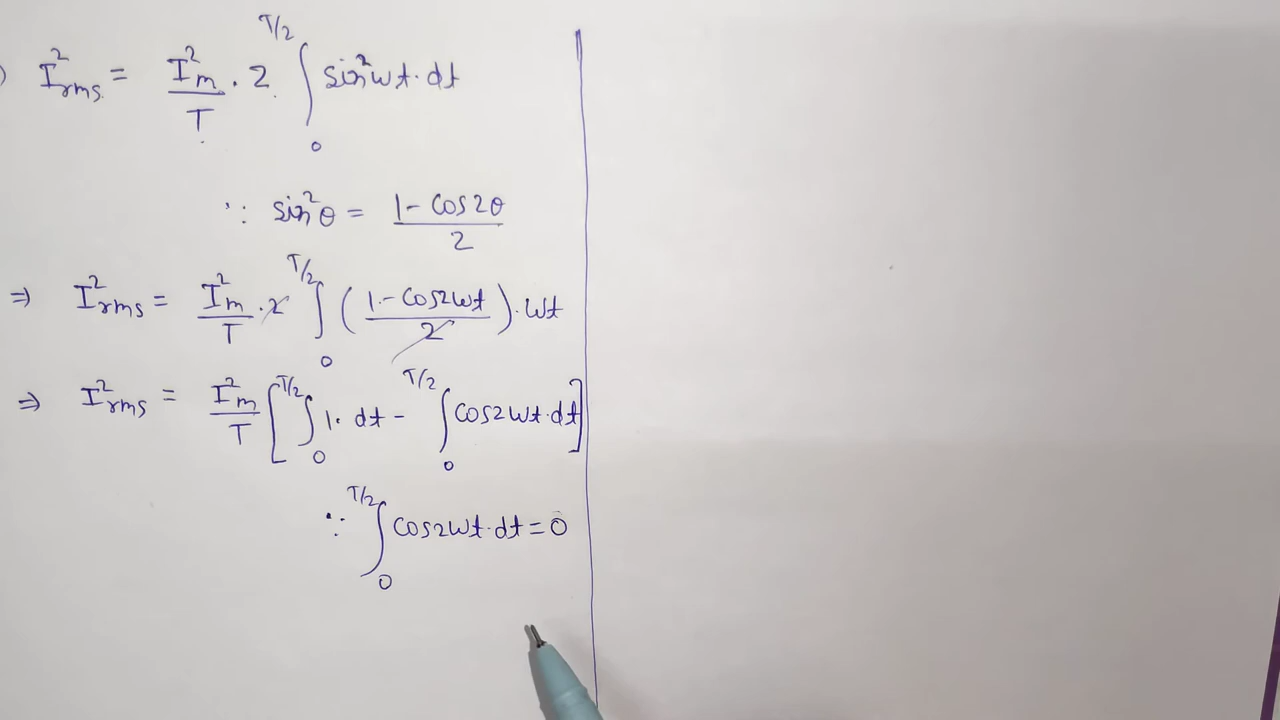 ) I²rms = I²m/T · 2 ∫₀^(T/2) sin²ωt · dt
∵ sin²θ = (1 - cos2θ)/2
⇒ I²rms = I²m/T · 2 ∫₀^(T/2) ((1 - cos2ωt)/2) · ωt
⇒ I²rms = I²m/T [∫₀^(T/2) 1· dt - ∫₀^(T/2) cos2ωt·dt]
∵ ∫₀^(T/2) cos2ωt·dt = 0